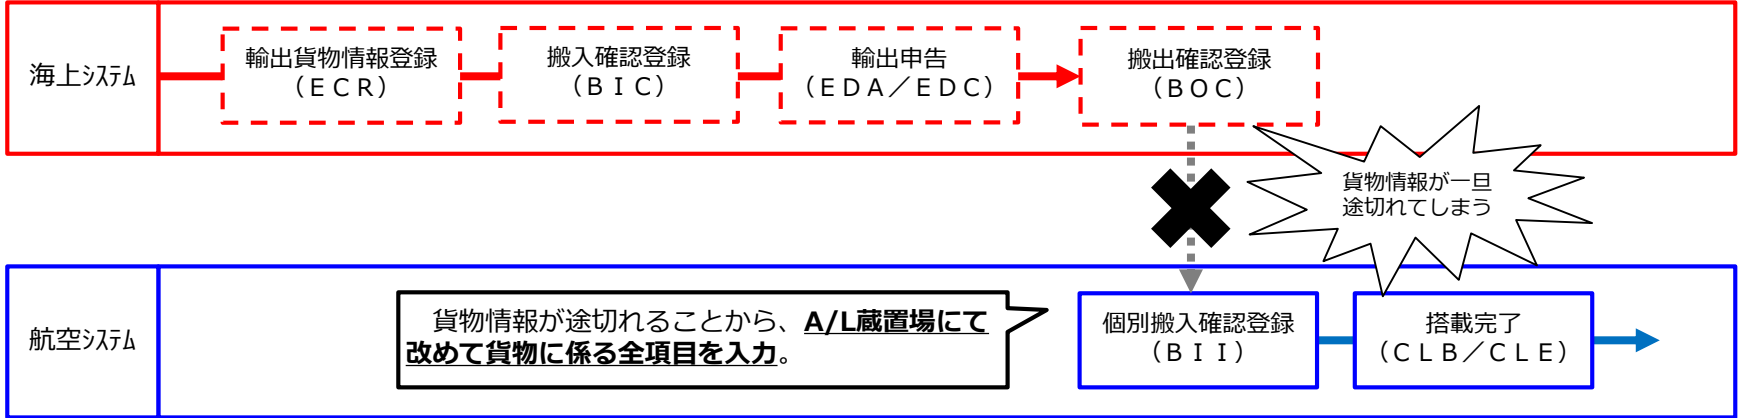 海上ｼｽﾃﾑ
輸出貨物情報登録
（ＥＣＲ）
搬入確認登録
（ＢＩＣ）
輸出申告
（ＥＤＡ／ＥＤＣ）
搬出確認登録
（ＢＯＣ）
貨物情報が一旦
途切れてしまう
航空ｼｽﾃﾑ
貨物情報が途切れることから、A/L蔵置場にて
改めて貨物に係る全項目を入力。
個別搬入確認登録
（ＢＩＩ）
搭載完了
（ＣＬＢ／ＣＬＥ）